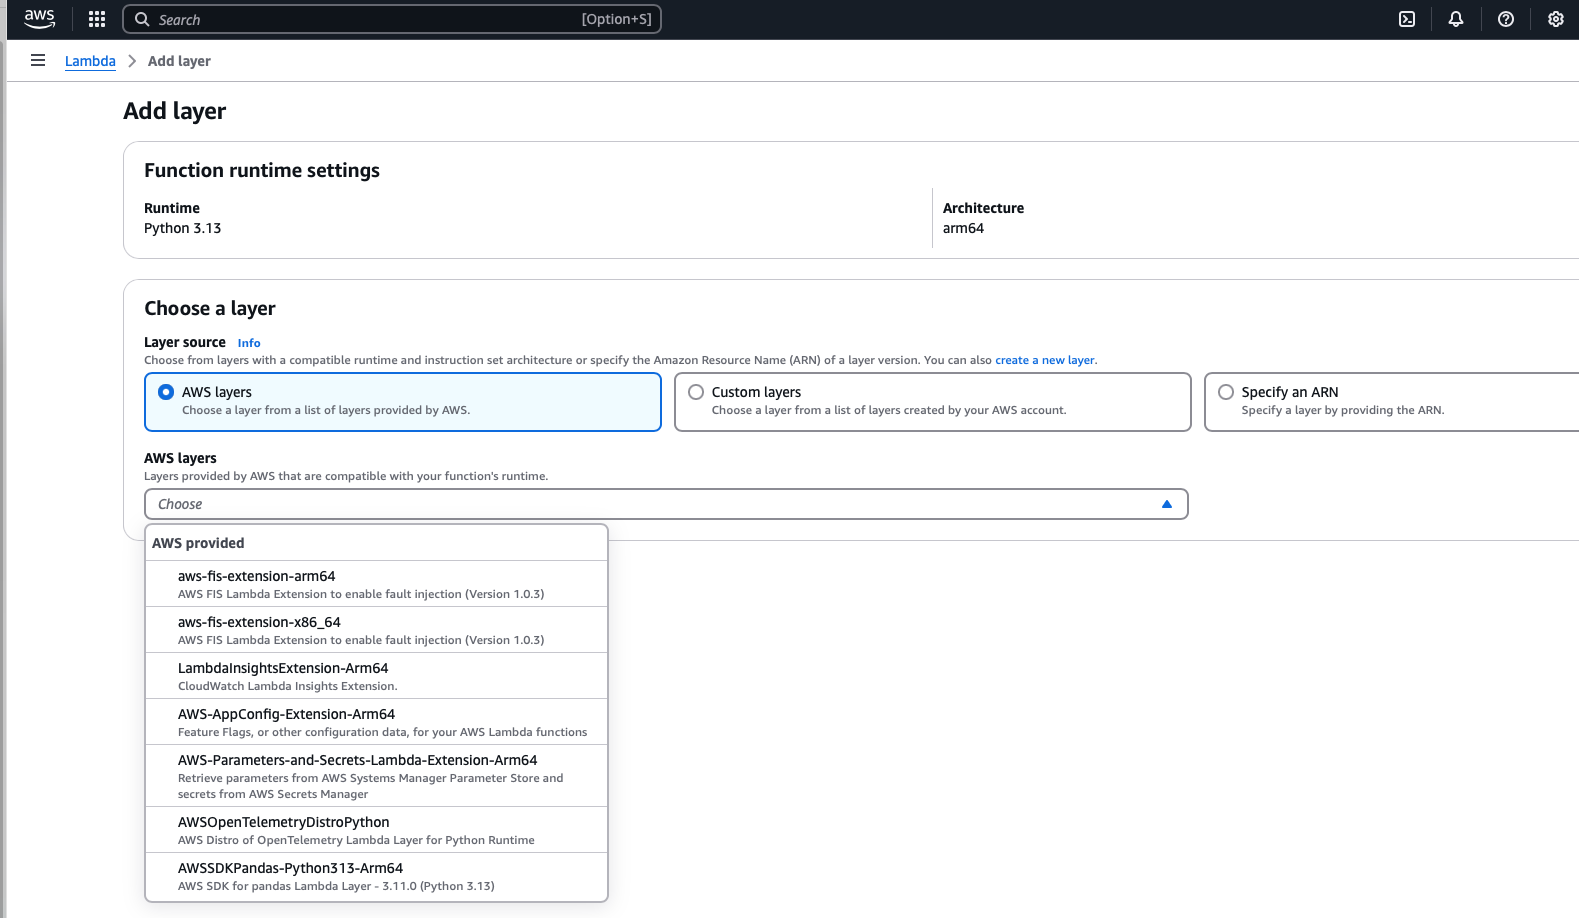 aws
Search [Option+S]
Lambda > Add layer
Add layer
Function runtime settings
Runtime
Python 3.13
Architecture
arm64
Choose a layer
Layer source Info
Choose from layers with a compatible runtime and instruction set architecture or specify the Amazon Resource Name (ARN) of a layer version. You can also create a new layer.
AWS layers
Choose a layer from a list of layers provided by AWS.
Custom layers
Choose a layer from a list of layers created by your AWS account.
Specify an ARN
Specify a layer by providing the ARN.
AWS layers
Layers provided by AWS that are compatible with your function's runtime.
Choose
AWS provided
aws-fis-extension-arm64
AWS FIS Lambda Extension to enable fault injection (Version 1.0.3)
aws-fis-extension-x86_64
AWS FIS Lambda Extension to enable fault injection (Version 1.0.3)
LambdaInsightsExtension-Arm64
CloudWatch Lambda Insights Extension.
AWS-AppConfig-Extension-Arm64
Feature Flags, or other configuration data, for your AWS Lambda functions
AWS-Parameters-and-Secrets-Lambda-Extension-Arm64
Retrieve parameters from AWS Systems Manager Parameter Store and
secrets from AWS Secrets Manager
AWSOpenTelemetryDistroPython
AWS Distro of OpenTelemetry Lambda Layer for Python Runtime
AWSSDKPandas-Python313-Arm64
AWS SDK for pandas Lambda Layer - 3.11.0 (Python 3.13)